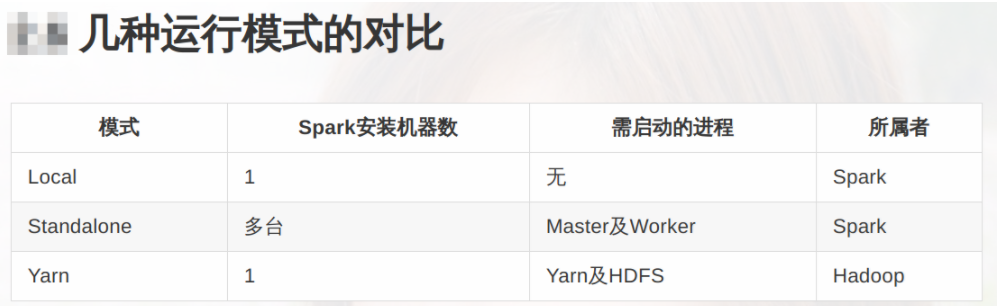 几种运行模式的对比
模式 Spark安装机器数 需启动的进程 所属者
Local 1 无 Spark
Standalone 多台 Master及Worker Spark
Yarn 1 Yarn及HDFS Hadoop